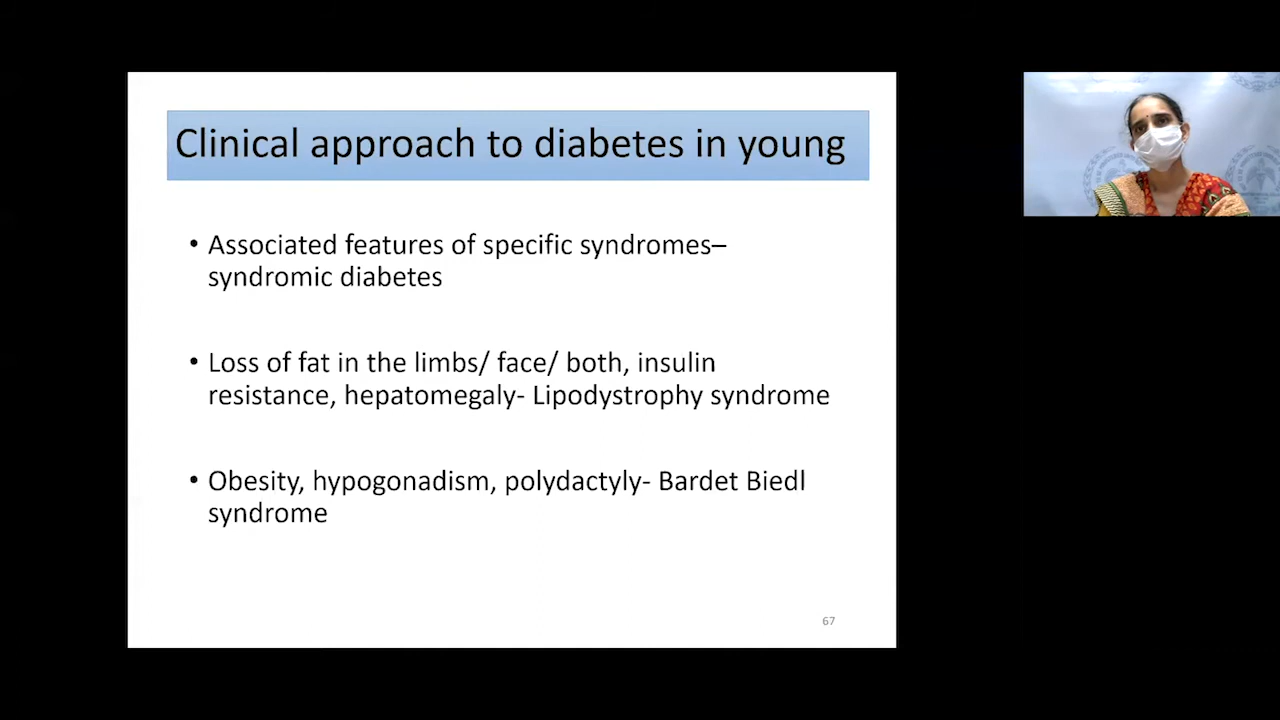 Clinical approach to diabetes in young
• Associated features of specific syndromes–
syndromic diabetes
• Loss of fat in the limbs/ face/ both, insulin
resistance, hepatomegaly- Lipodystrophy syndrome
• Obesity, hypogonadism, polydactyly- Bardet Biedl
syndrome
67